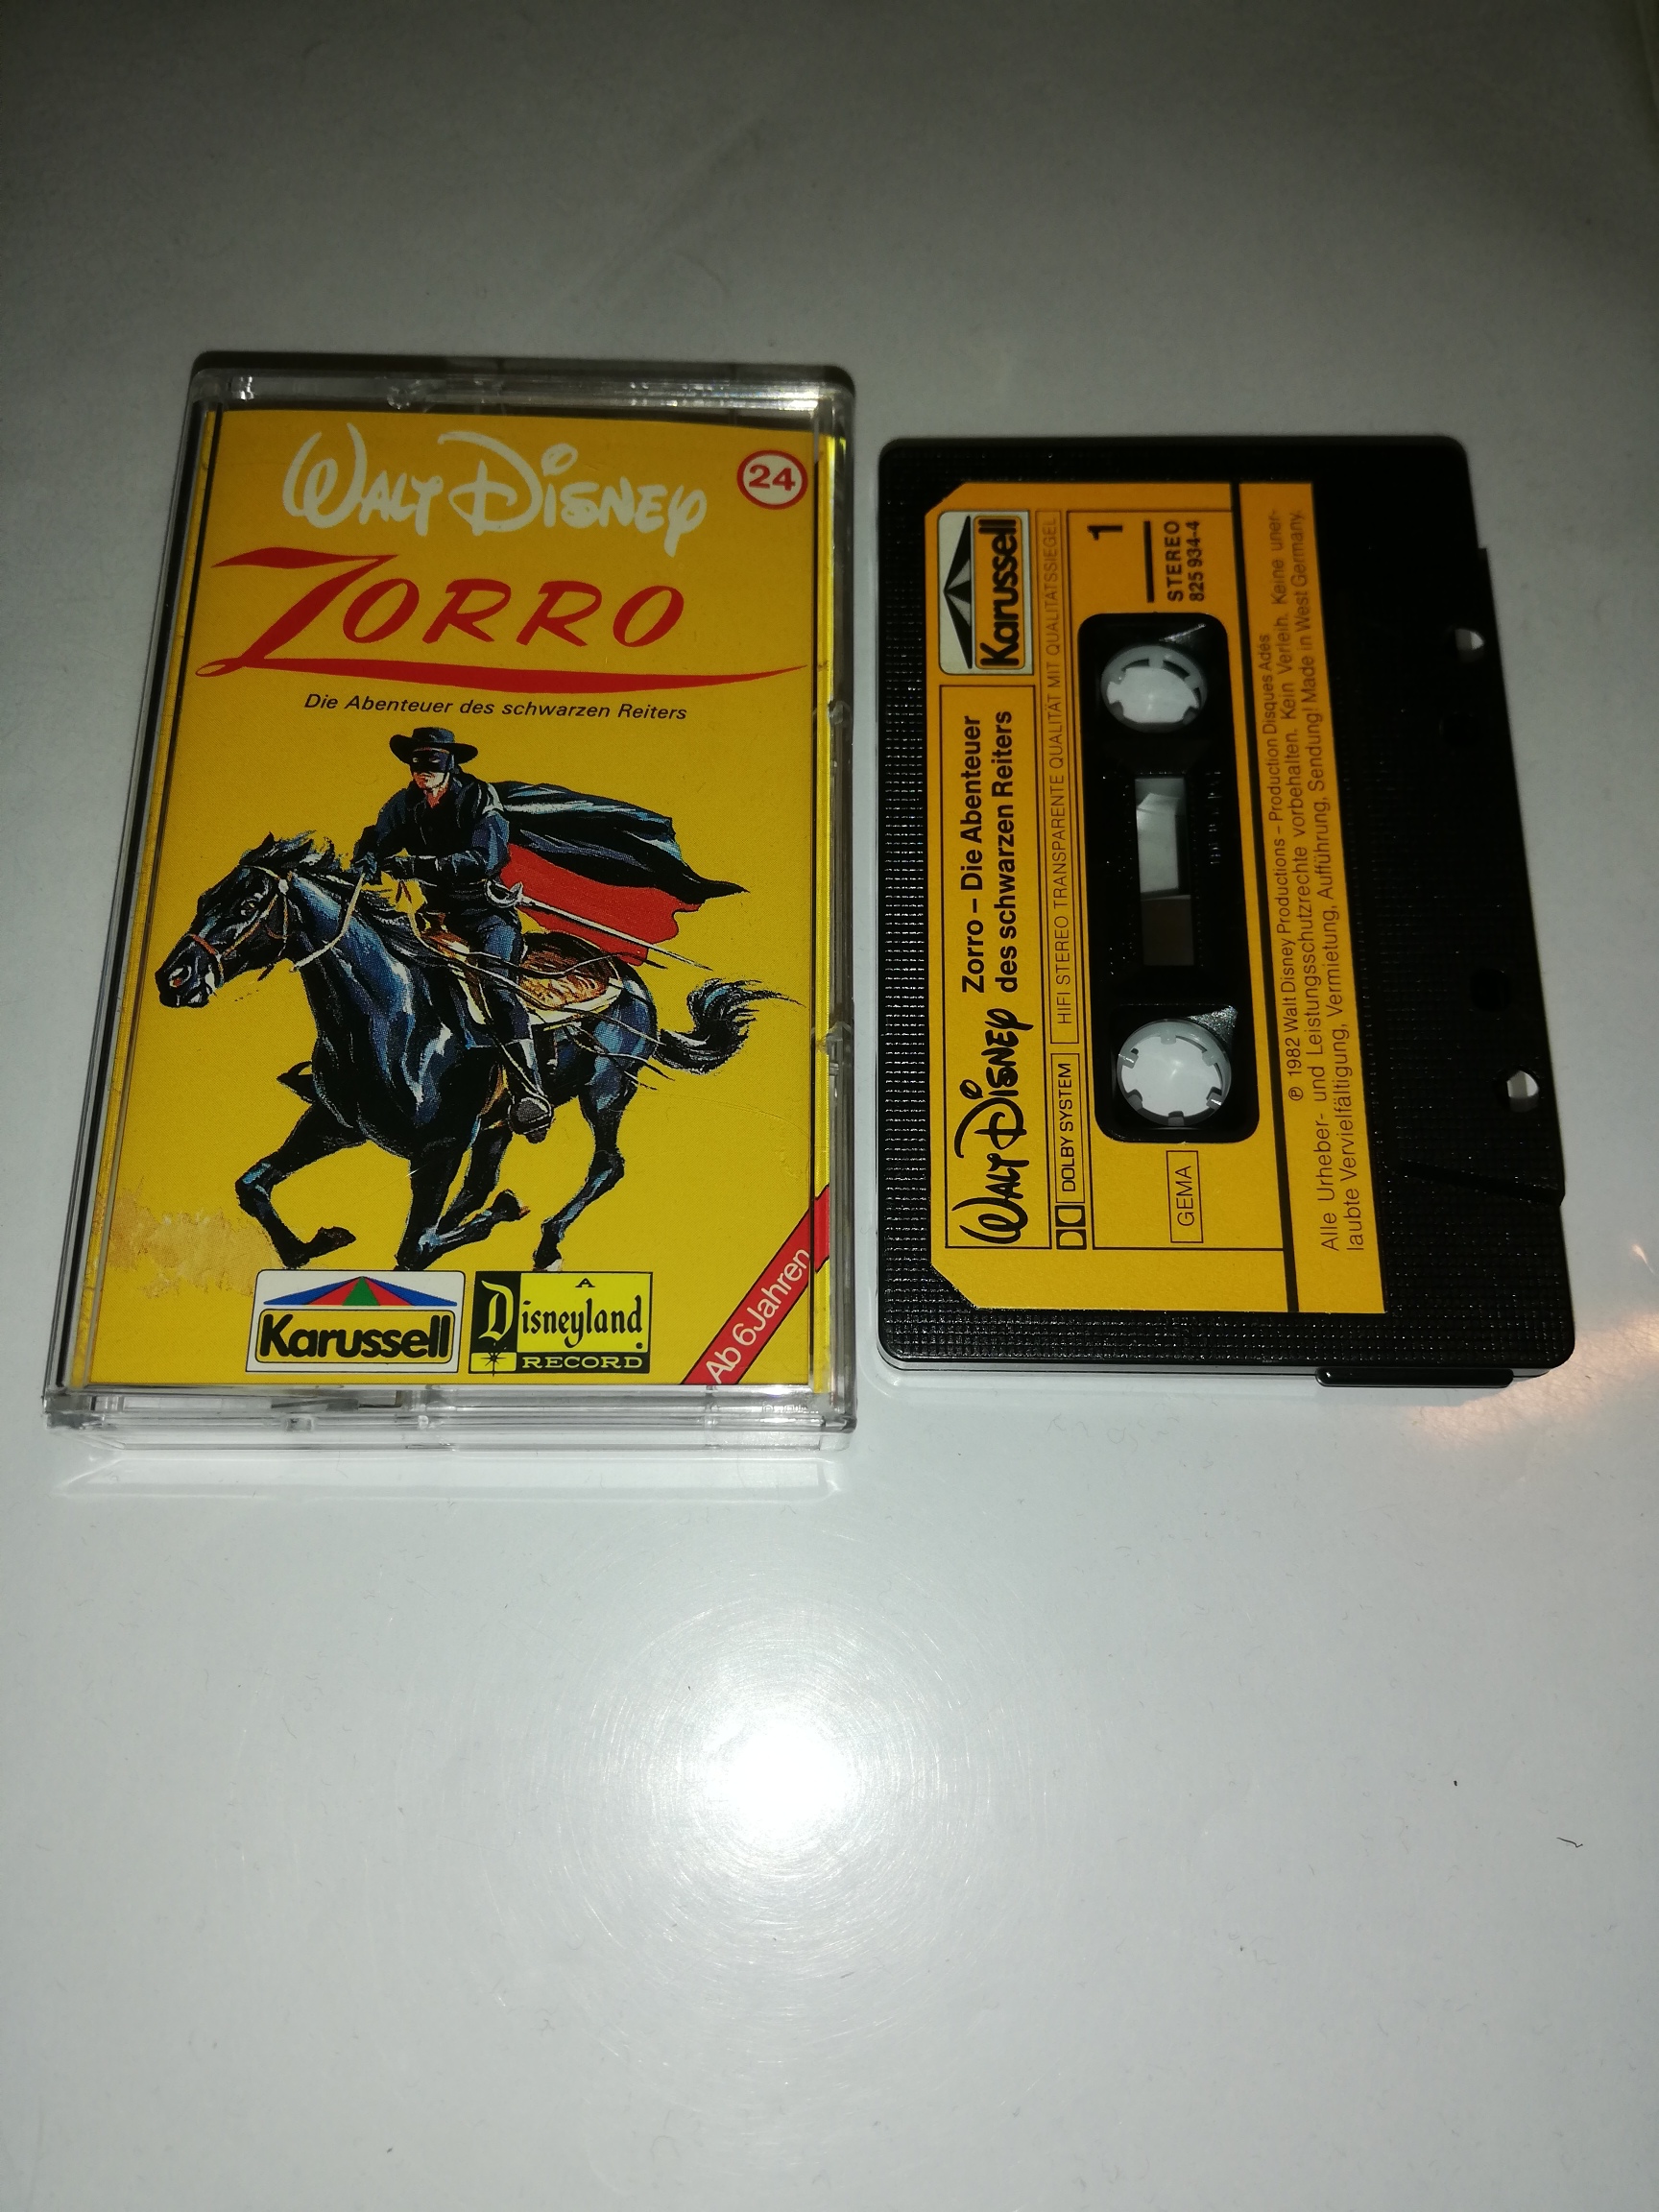 WALT DISNEY
24
ZORRO
Die Abenteuer des schwarzen Reiters
Karussell
A
Disneyland
RECORD
Ab 6 Jahren
Karussell
WALT DISNEY
Zorro – Die Abenteuer
des schwarzen Reiters
DOLBY SYSTEM
HIFI STEREO TRANSPARENTE QUALITÄT MIT QUALITÄTSSIEGEL
1
STEREO
825 934-4
GEMA
℗ 1982 Walt Disney Productions – Production Disques Adès
Alle Urheber- und Leistungsschutzrechte vorbehalten. Kein Verleih. Keine uner-
laubte Vervielfältigung, Vermietung, Aufführung, Sendung! Made in West Germany.